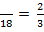 —/18 = 2/3